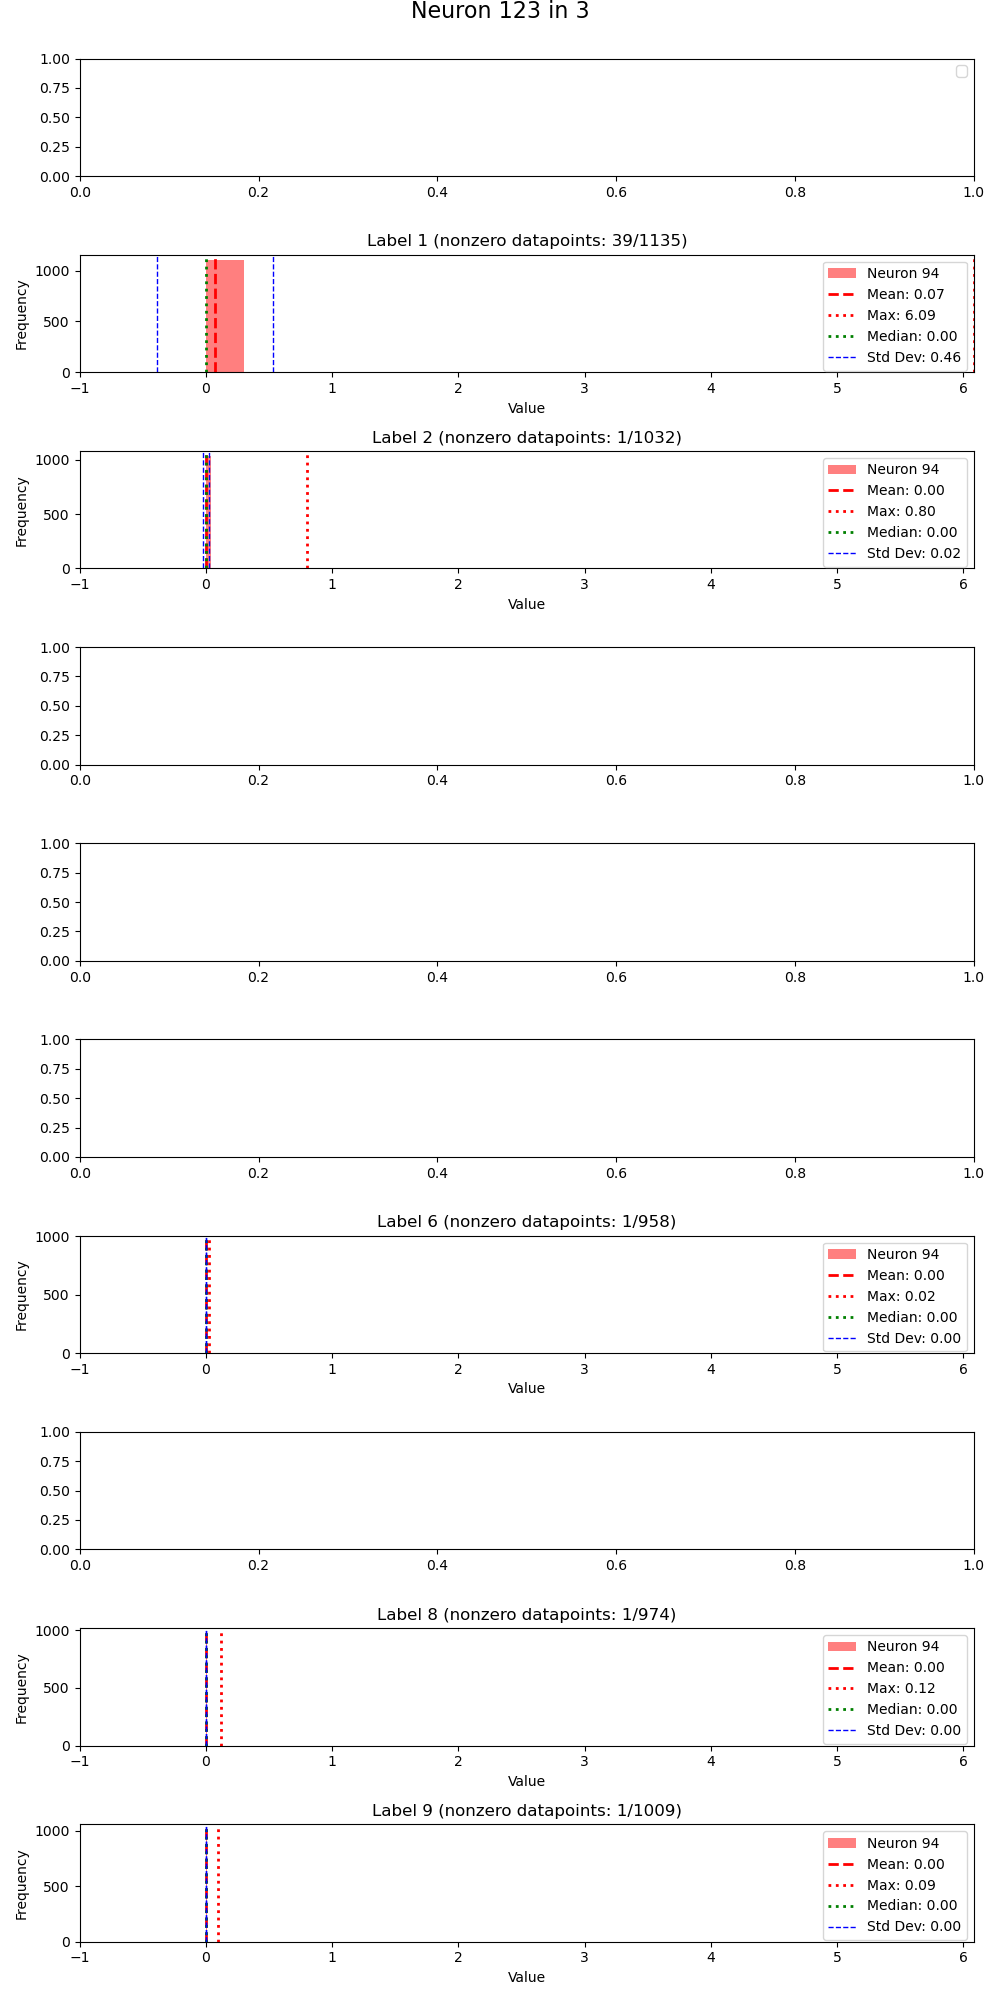 Neuron 123 in 3
1.00
0.75
0.50
0.25
0.00
0.0 0.2 0.4 0.6 0.8 1.0
Label 1 (nonzero datapoints: 39/1135)
Frequency
1000
500
0
Neuron 94
Mean: 0.07
Max: 6.09
Median: 0.00
Std Dev: 0.46
−1 0 1 2 3 4 5 6
Value
Label 2 (nonzero datapoints: 1/1032)
Frequency
1000
500
0
Neuron 94
Mean: 0.00
Max: 0.80
Median: 0.00
Std Dev: 0.02
−1 0 1 2 3 4 5 6
Value
1.00
0.75
0.50
0.25
0.00
0.0 0.2 0.4 0.6 0.8 1.0
1.00
0.75
0.50
0.25
0.00
0.0 0.2 0.4 0.6 0.8 1.0
1.00
0.75
0.50
0.25
0.00
0.0 0.2 0.4 0.6 0.8 1.0
Label 6 (nonzero datapoints: 1/958)
Frequency
1000
500
0
Neuron 94
Mean: 0.00
Max: 0.02
Median: 0.00
Std Dev: 0.00
−1 0 1 2 3 4 5 6
Value
1.00
0.75
0.50
0.25
0.00
0.0 0.2 0.4 0.6 0.8 1.0
Label 8 (nonzero datapoints: 1/974)
Frequency
1000
500
0
Neuron 94
Mean: 0.00
Max: 0.12
Median: 0.00
Std Dev: 0.00
−1 0 1 2 3 4 5 6
Value
Label 9 (nonzero datapoints: 1/1009)
Frequency
1000
500
0
Neuron 94
Mean: 0.00
Max: 0.09
Median: 0.00
Std Dev: 0.00
−1 0 1 2 3 4 5 6
Value